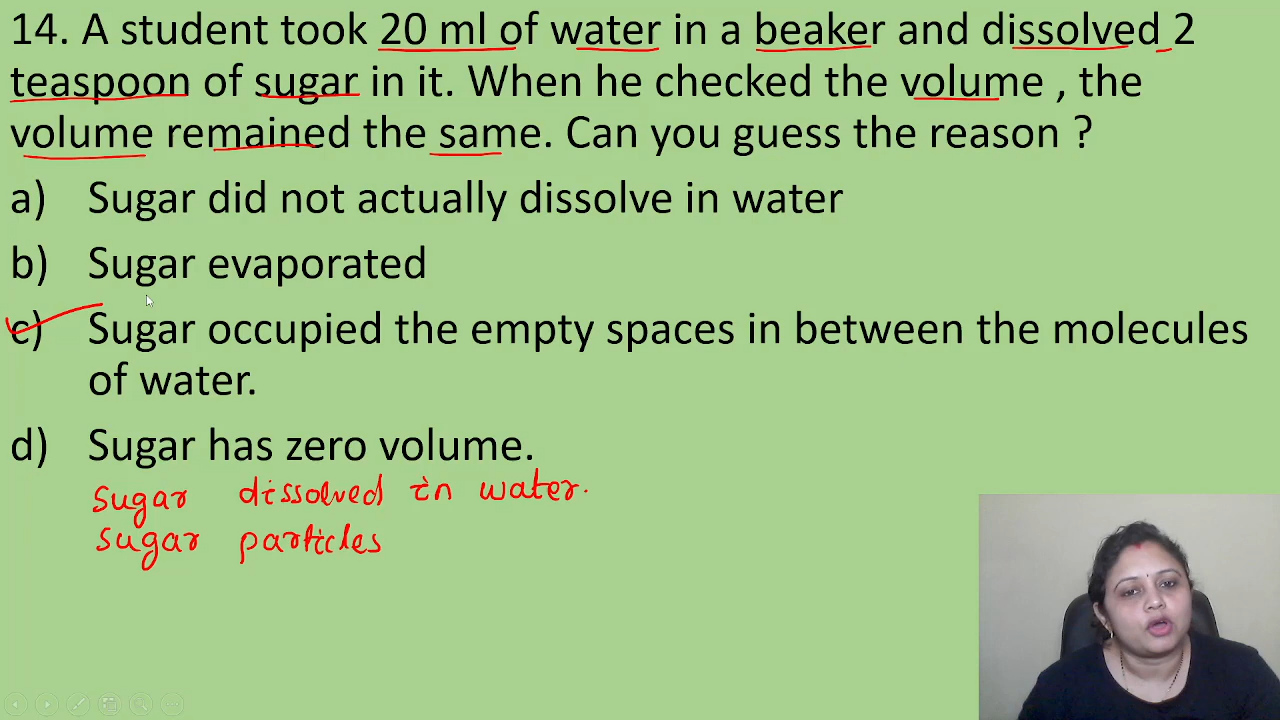 14. A student took 20 ml of water in a beaker and dissolved 2
teaspoon of sugar in it. When he checked the volume , the
volume remained the same. Can you guess the reason ?
a) Sugar did not actually dissolve in water
b) Sugar evaporated
c) Sugar occupied the empty spaces in between the molecules
of water.
d) Sugar has zero volume.
sugar dissolved in water.
sugar particles